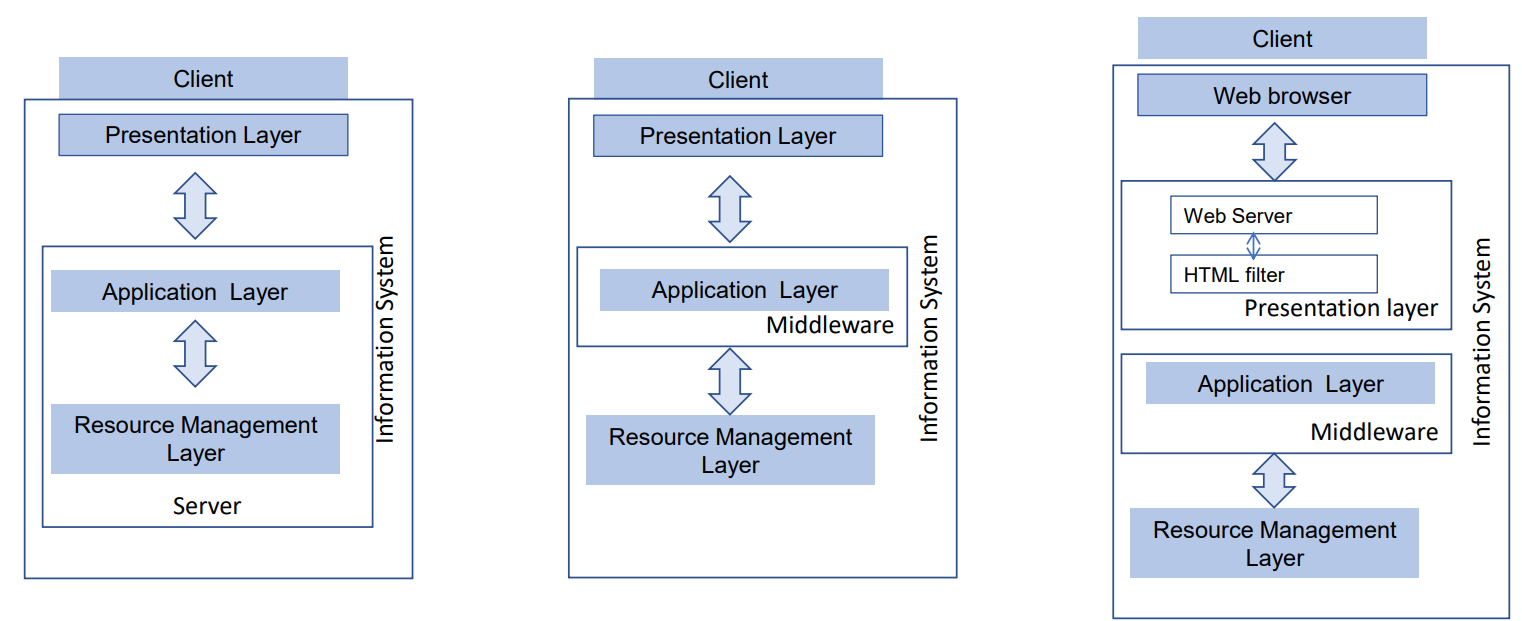 Client
Presentation Layer
Application Layer
Resource Management
Layer
Server
Information System
Client
Presentation Layer
Application Layer
Middleware
Resource Management
Layer
Information System
Client
Web browser
Web Server
HTML filter
Presentation layer
Application Layer
Middleware
Resource Management
Layer
Information System